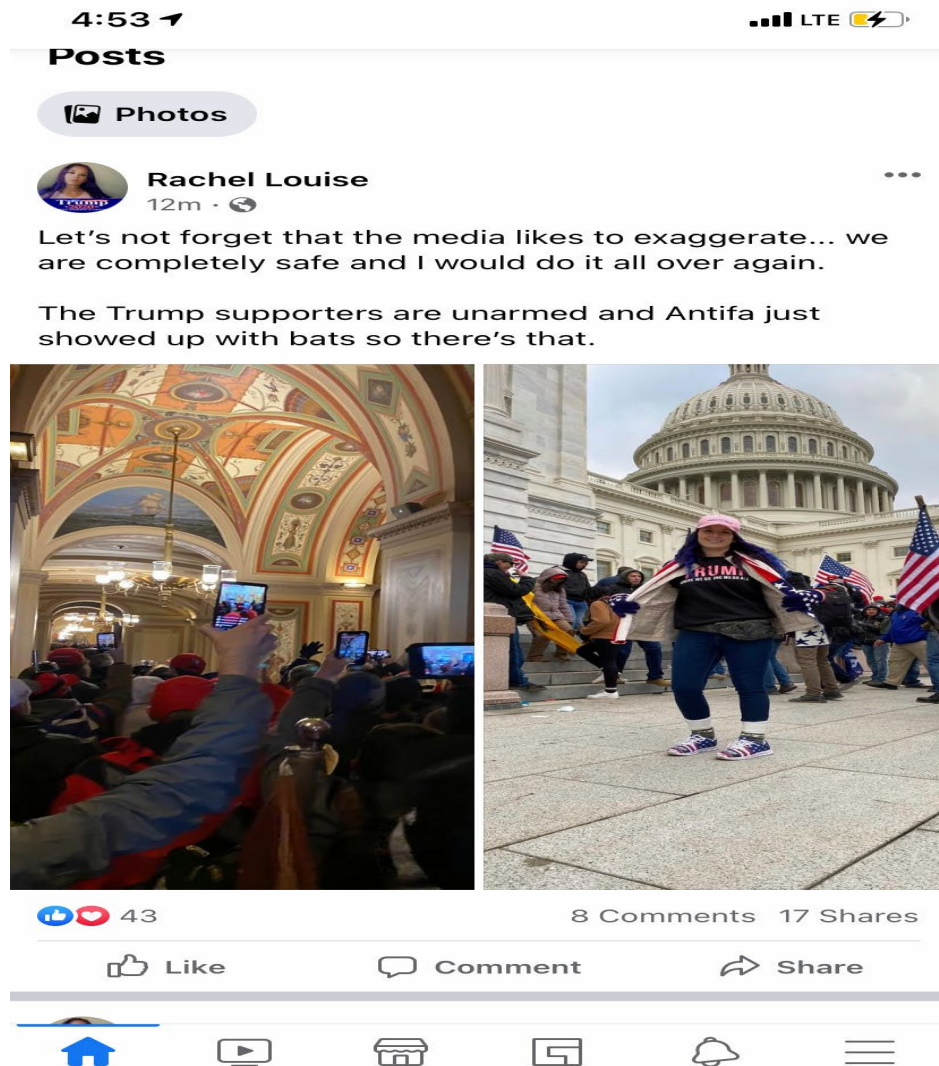 4:53
LTE
Posts
Photos
Rachel Louise
12m
Let's not forget that the media likes to exaggerate... we
are completely safe and I would do it all over again.
The Trump supporters are unarmed and Antifa just
showed up with bats so there's that.
Trump
TRUMP
43
8 Comments 17 Shares
Like
Comment
Share